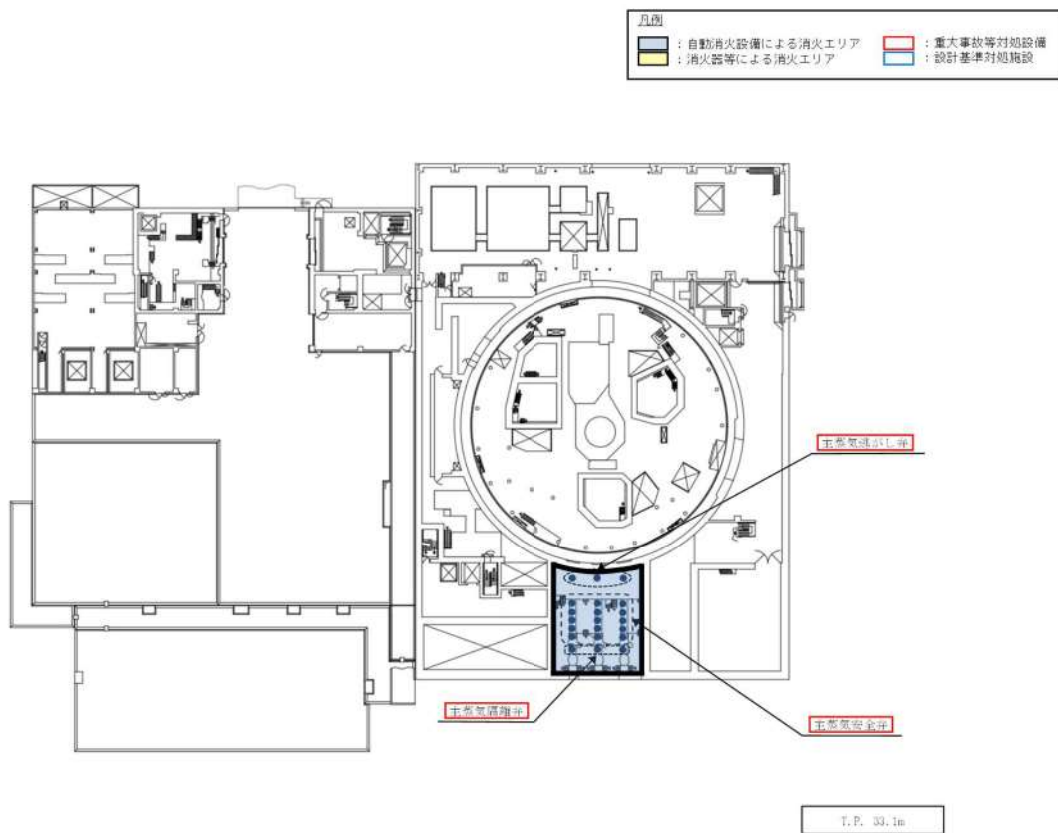 凡例
：自動消火設備による消火エリア
：重大事故等対処設備
：消火器等による消火エリア
：設計基準対処施設
主蒸気逃がし弁
主蒸気隔離弁
主蒸気安全弁
T.P. 33.1m